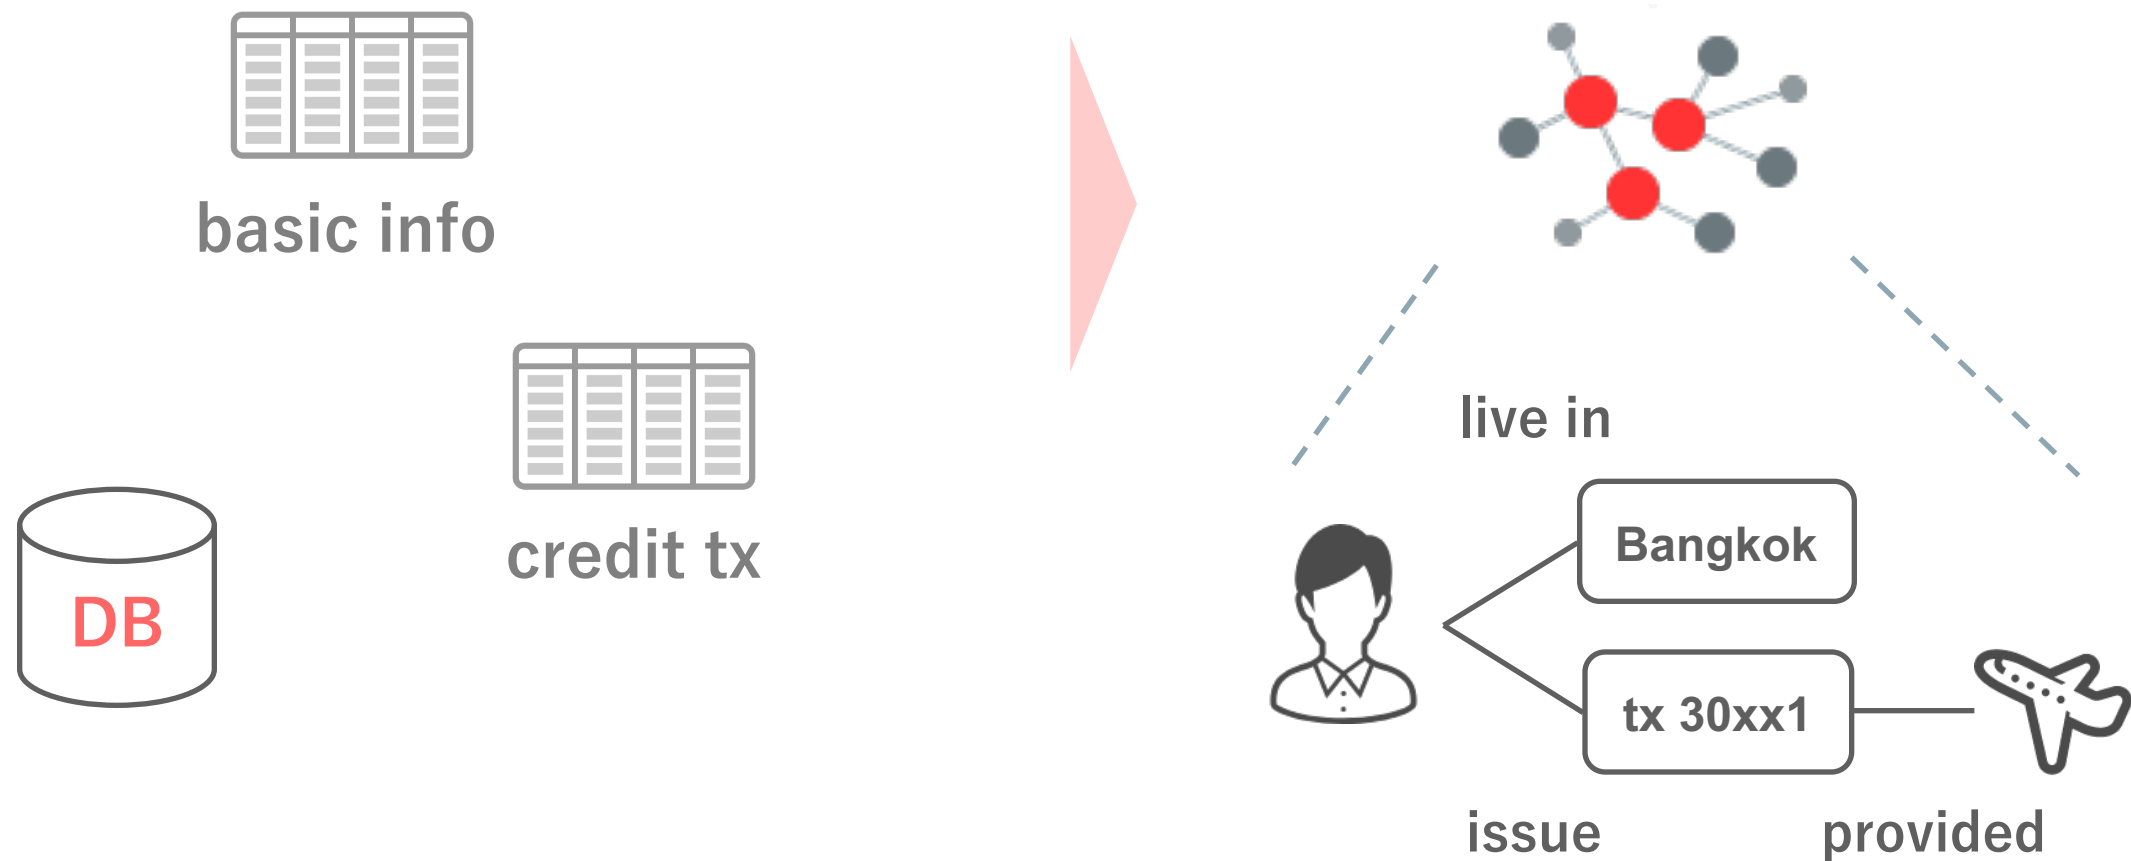 basic info
credit tx
DB
live in
Bangkok
tx 30xx1
issue
provided